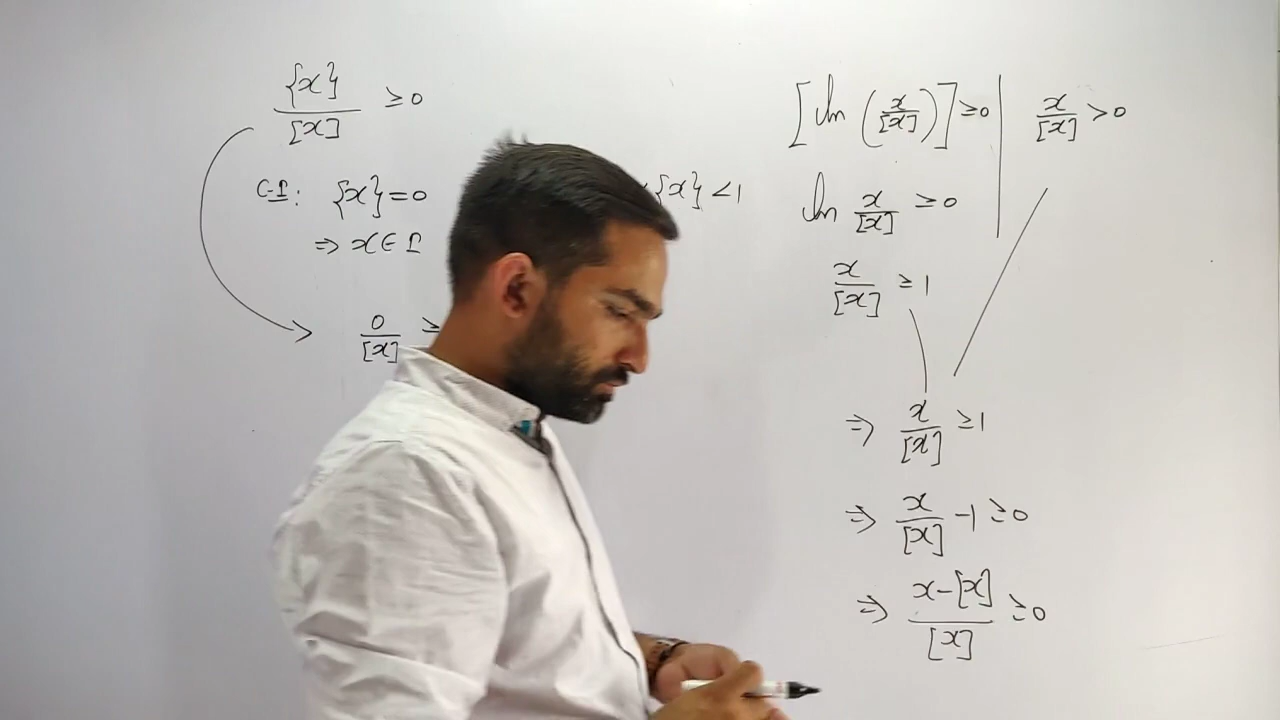 {x}/[x] ≥ 0
C-I: {x} = 0
⇒ x ∈ I
0/[x] ≥
{x} < 1
[ln (x/[x])] ≥ 0
ln x/[x] ≥ 0
x/[x] ≥ 1
x/[x] > 0
⇒ x/[x] ≥ 1
⇒ x/[x] - 1 ≥ 0
⇒ x-[x]/[x] ≥ 0